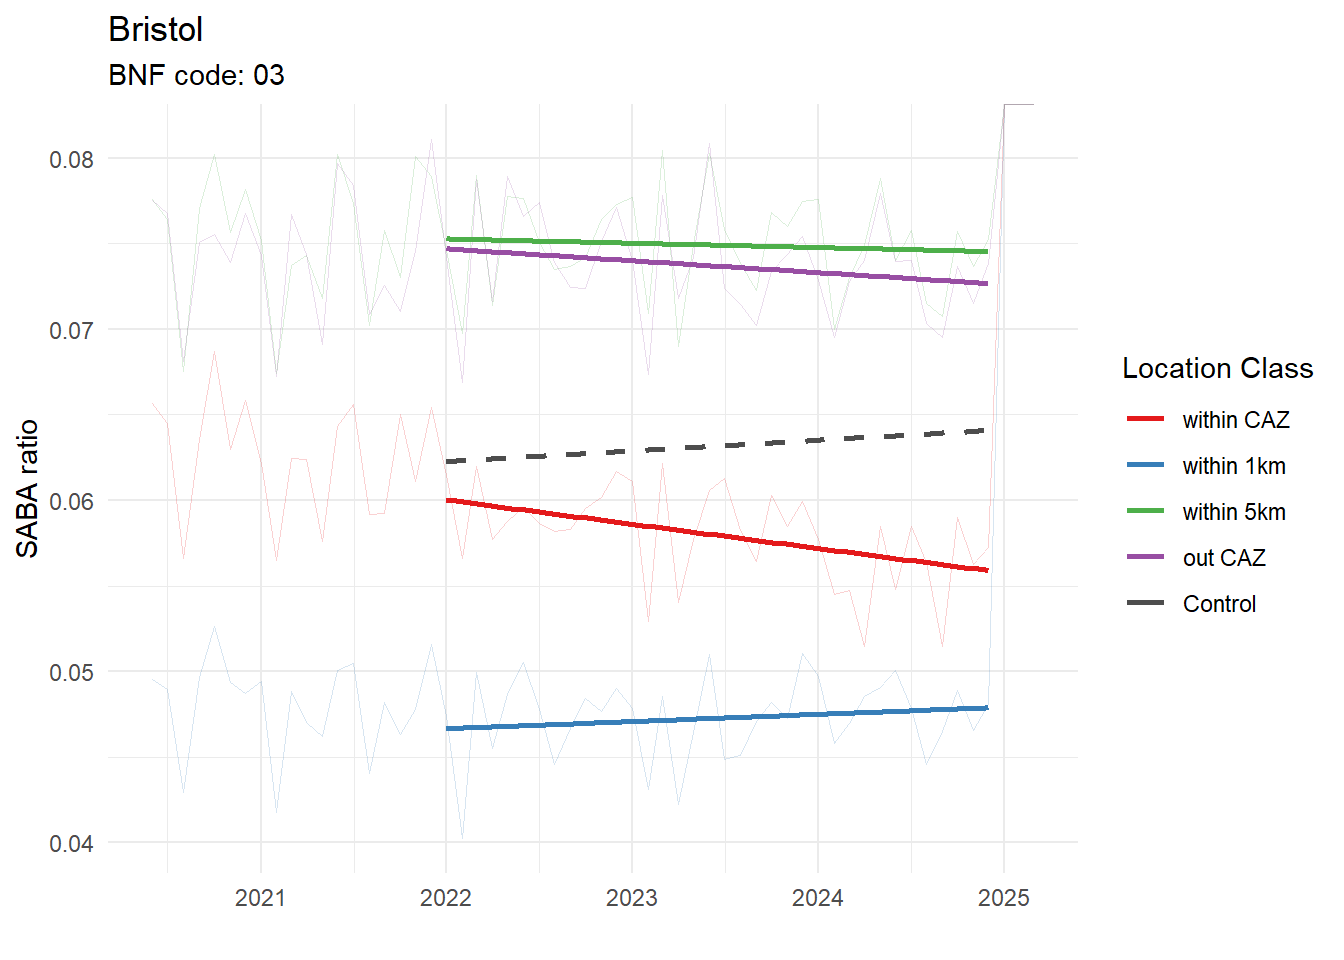 Bristol
BNF code: 03
SABA ratio
0.08
0.07
0.06
0.05
0.04
2021
2022
2023
2024
2025
Location Class
within CAZ
within 1km
within 5km
out CAZ
Control